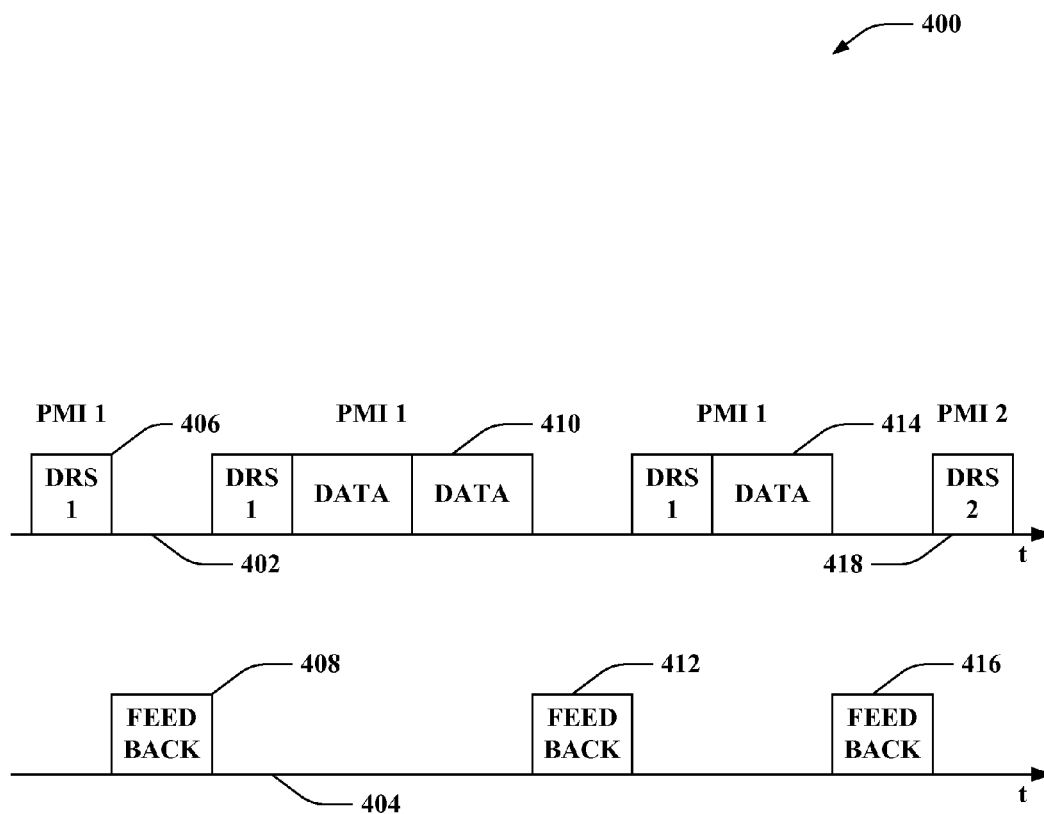 400
PMI 1
406
PMI 1
410
PMI 1
414
PMI 2
DRS
1
DRS
1
DATA
DATA
DRS
1
DATA
DRS
2
402
418
t
408
412
416
FEED
BACK
FEED
BACK
FEED
BACK
404
t